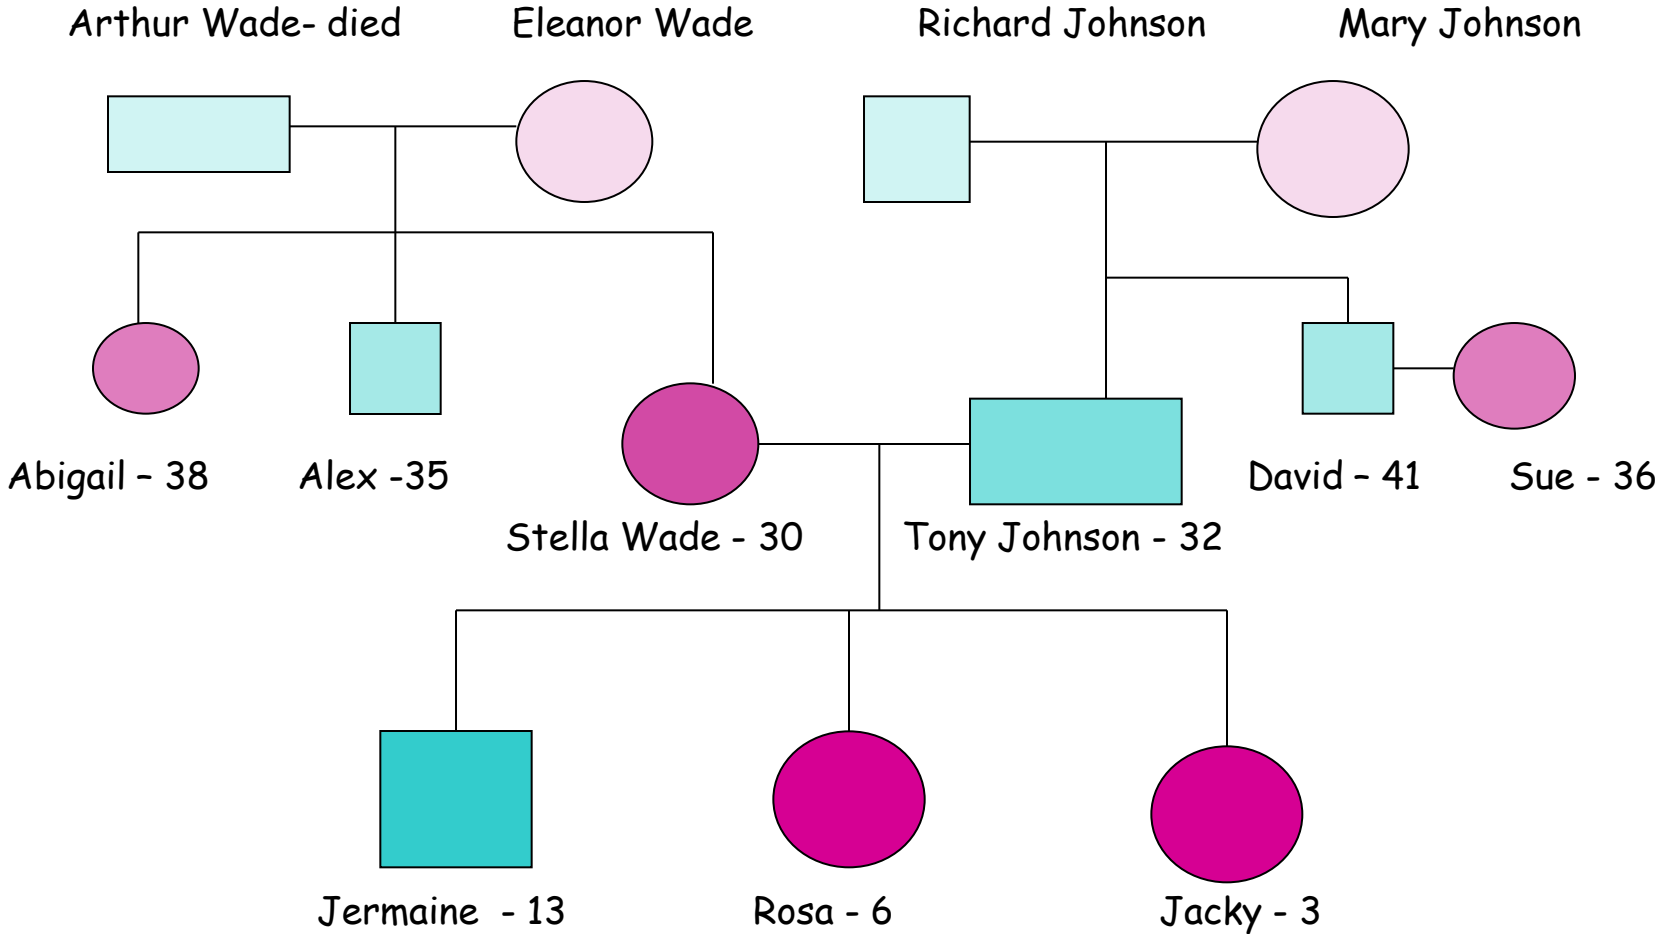 Arthur Wade- died
Eleanor Wade
Richard Johnson
Mary Johnson
Abigail – 38
Alex -35
David – 41
Sue - 36
Stella Wade - 30
Tony Johnson - 32
Jermaine - 13
Rosa - 6
Jacky - 3